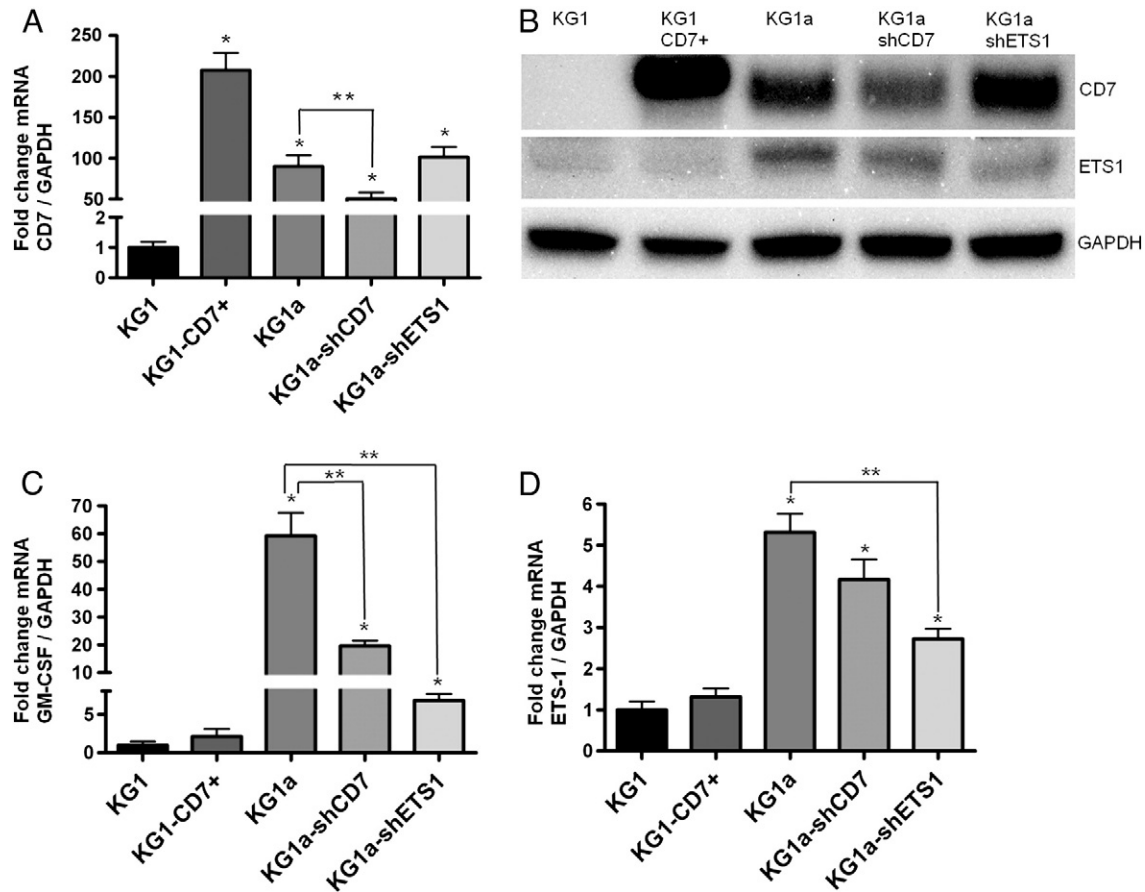 A
Fold change mRNA
CD7 / GAPDH
250
200
150
100
50
2
1
0
*
*
**
*
*
KG1
KG1-CD7+
KG1a
KG1a-shCD7
KG1a-shETS1
B
KG1
KG1
CD7+
KG1a
KG1a
shCD7
KG1a
shETS1
CD7
ETS1
GAPDH
C
Fold change mRNA
GM-CSF / GAPDH
70
60
50
40
30
20
10
5
0
**
**
*
*
*
KG1
KG1-CD7+
KG1a
KG1a-shCD7
KG1a-shETS1
D
Fold change mRNA
ETS-1 / GAPDH
6
5
4
3
2
1
0
**
*
*
*
KG1
KG1-CD7+
KG1a
KG1a-shCD7
KG1a-shETS1